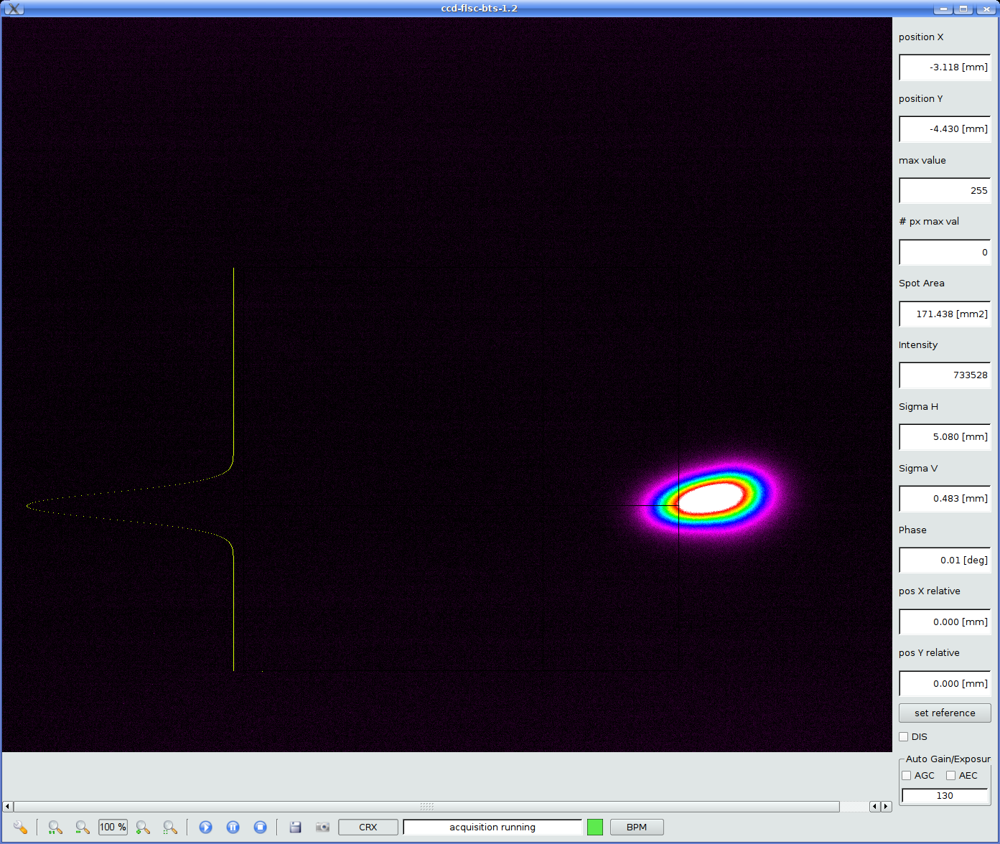 ccd-flsc-bts-1.2
position X
-3.118 [mm]
position Y
-4.430 [mm]
max value
255
# px max val
0
Spot Area
171.438 [mm2]
Intensity
733528
Sigma H
5.080 [mm]
Sigma V
0.483 [mm]
Phase
0.01 [deg]
pos X relative
0.000 [mm]
pos Y relative
0.000 [mm]
set reference
DIS
Auto Gain/Exposur
AGC AEC
130
100 % CRX acquisition running BPM